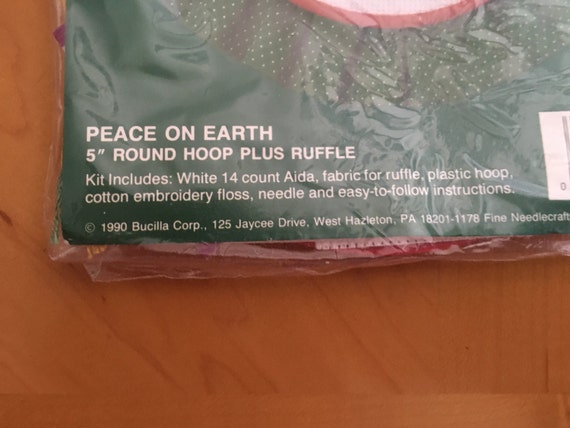 PEACE ON EARTH
5" ROUND HOOP PLUS RUFFLE
Kit Includes: White 14 count Aida, fabric for ruffle, plastic hoop,
cotton embroidery floss, needle and easy-to-follow instructions.
© 1990 Bucilla Corp., 125 Jaycee Drive, West Hazleton, PA 18201-1178 Fine Needlecraft
0